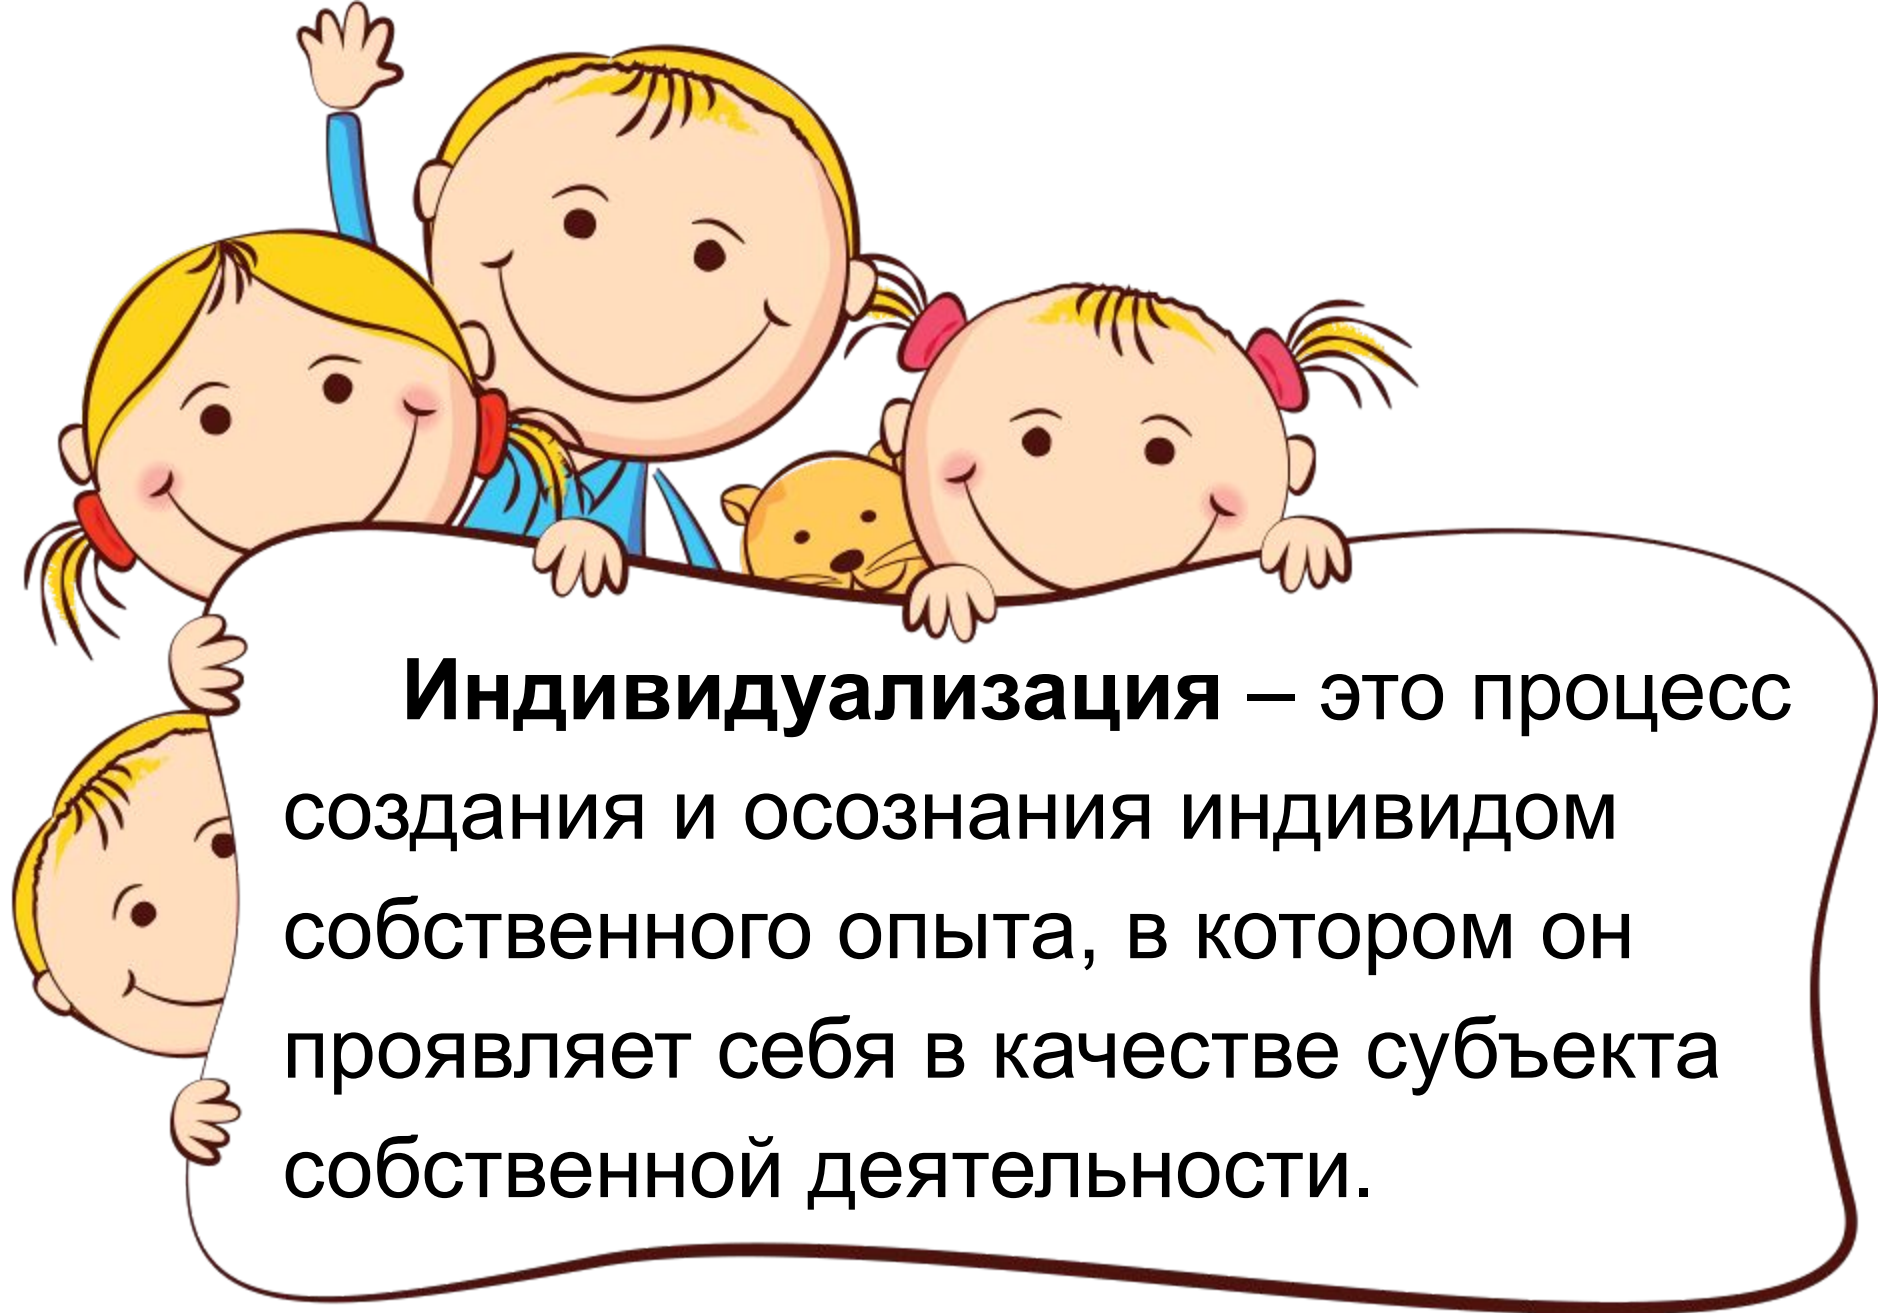 Индивидуализация – это процесс
создания и осознания индивидом
собственного опыта, в котором он
проявляет себя в качестве субъекта
собственной деятельности.